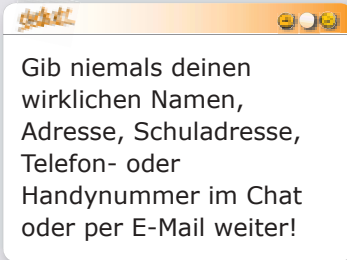 Gib niemals deinen
wirklichen Namen,
Adresse, Schuladresse,
Telefon- oder
Handynummer im Chat
oder per E-Mail weiter!